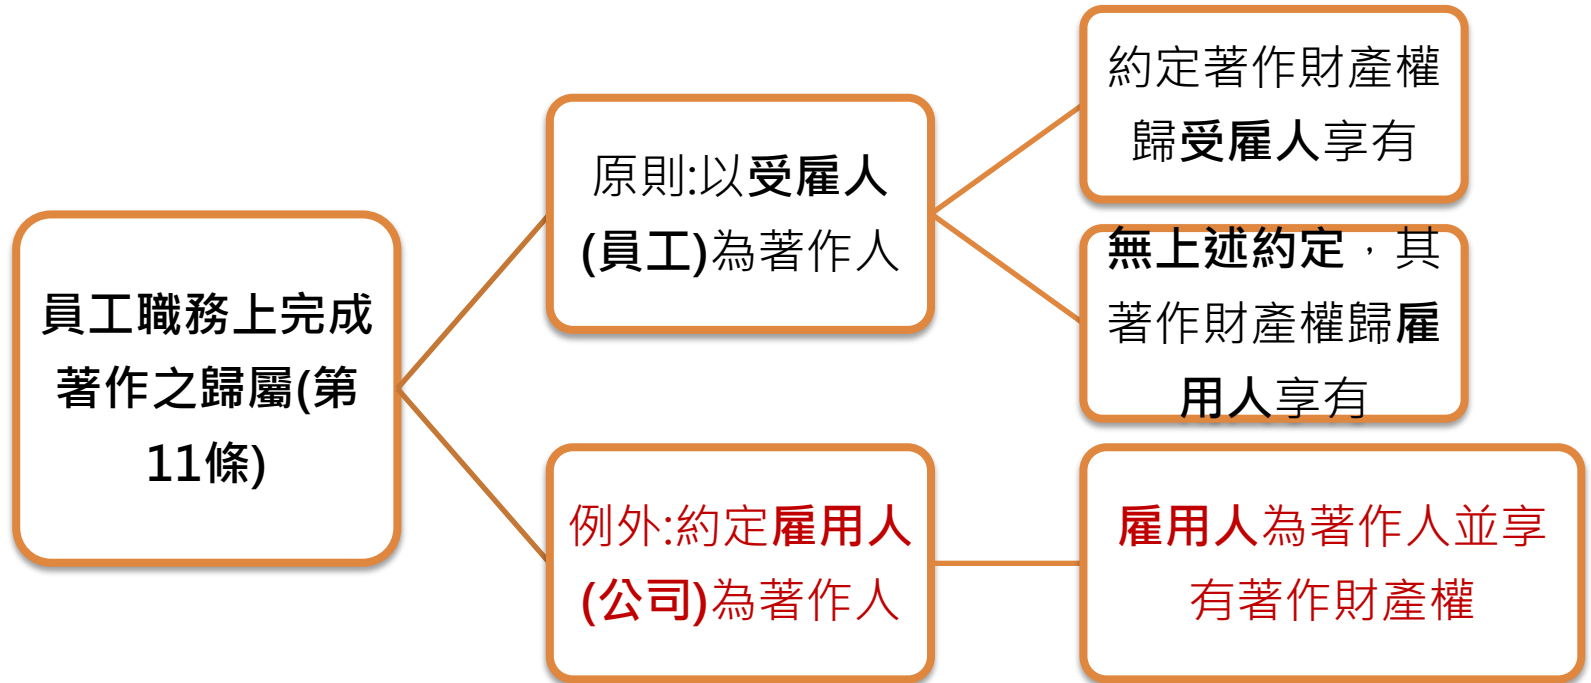 員工職務上完成
著作之歸屬(第
11條)
原則:以受雇人
(員工)為著作人
約定著作財產權
歸受雇人享有
無上述約定，其
著作財產權歸雇
用人享有
例外:約定雇用人
(公司)為著作人
雇用人為著作人並享
有著作財產權